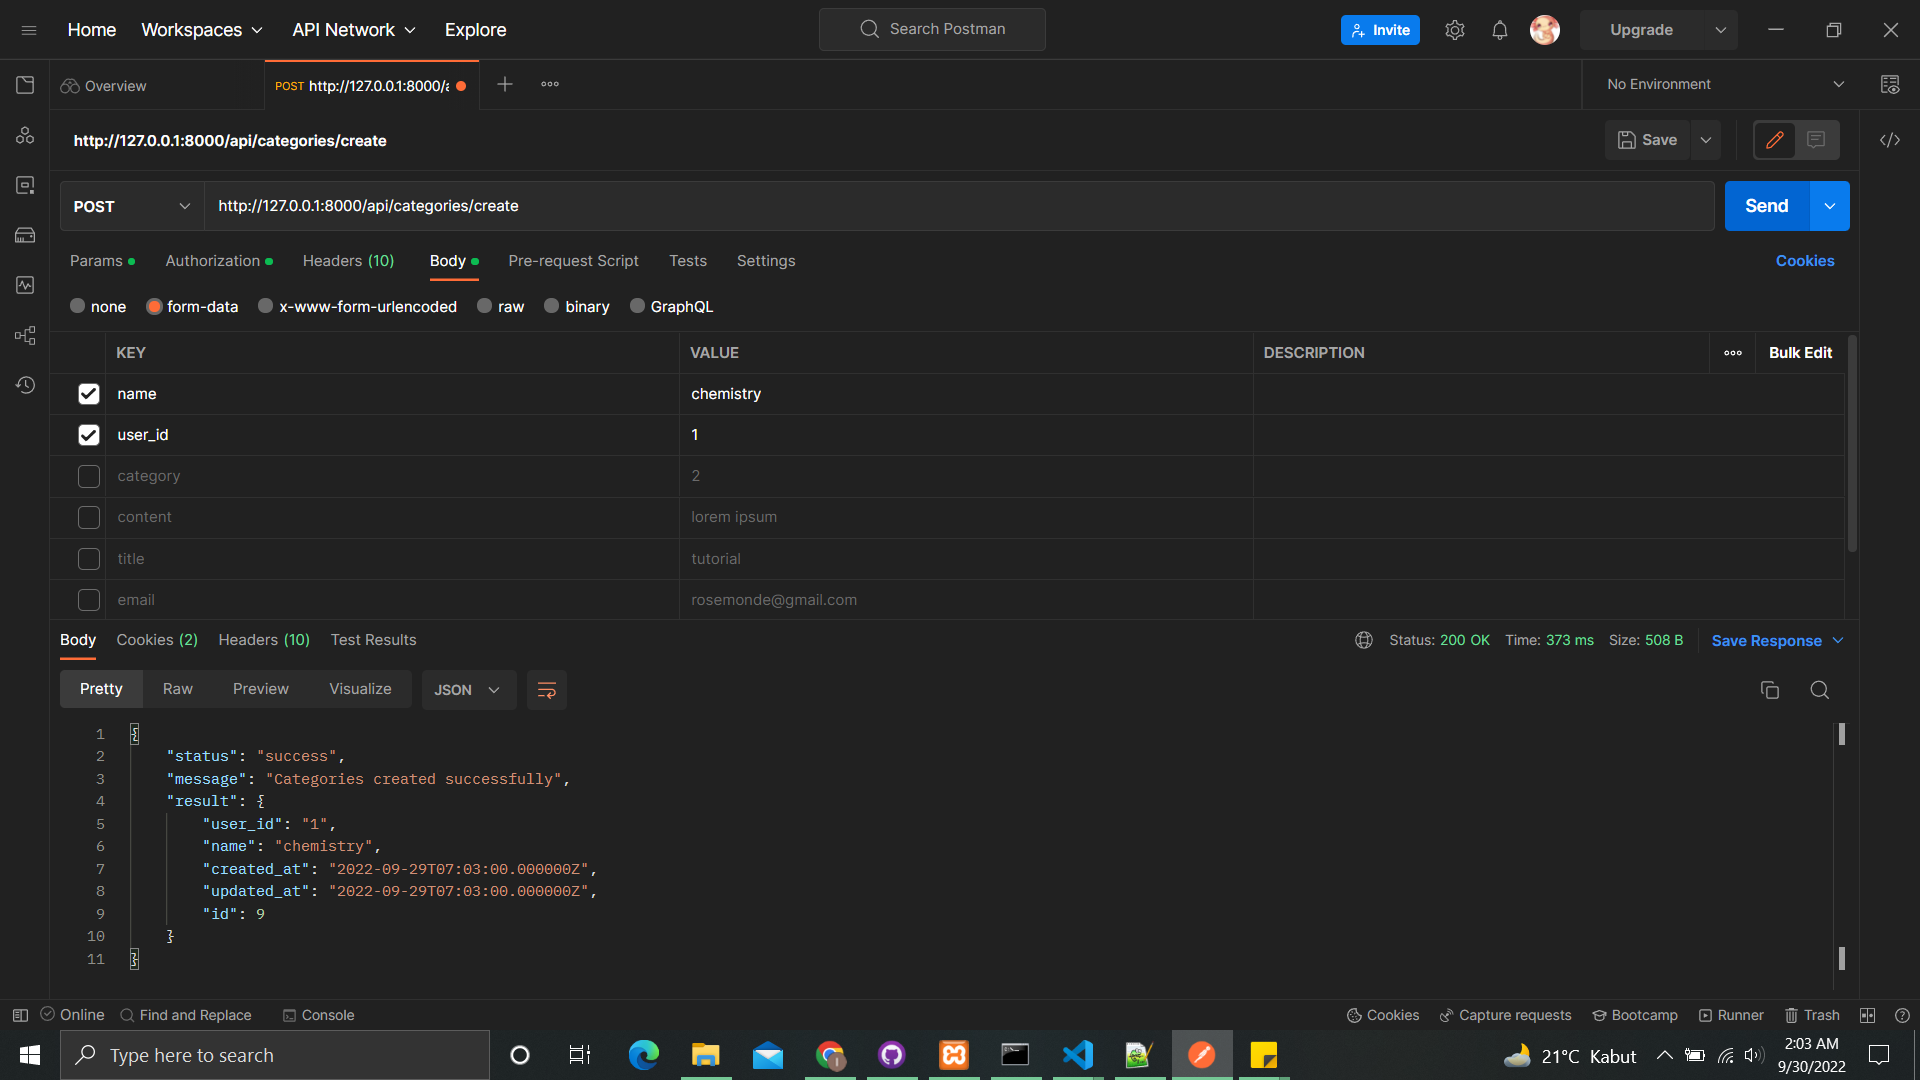 Home Workspaces API Network Explore Search Postman Invite Upgrade
Overview POST http://127.0.0.1:8000/a No Environment
http://127.0.0.1:8000/api/categories/create Save
POST http://127.0.0.1:8000/api/categories/create Send
Params Authorization Headers (10) Body Pre-request Script Tests Settings Cookies
none form-data x-www-form-urlencoded raw binary GraphQL
KEY VALUE DESCRIPTION Bulk Edit
name chemistry
user_id 1
category 2
content lorem ipsum
title tutorial
email rosemonde@gmail.com
Body Cookies (2) Headers (10) Test Results Status: 200 OK Time: 373 ms Size: 508 B Save Response
Pretty Raw Preview Visualize JSON
1 {
2 "status": "success",
3 "message": "Categories created successfully",
4 "result": {
5 "user_id": "1",
6 "name": "chemistry",
7 "created_at": "2022-09-29T07:03:00.000000Z",
8 "updated_at": "2022-09-29T07:03:00.000000Z",
9 "id": 9
10 }
11 }
Online Find and Replace Console Cookies Capture requests Bootcamp Runner Trash
Type here to search 21°C Kabut 2:03 AM
9/30/2022